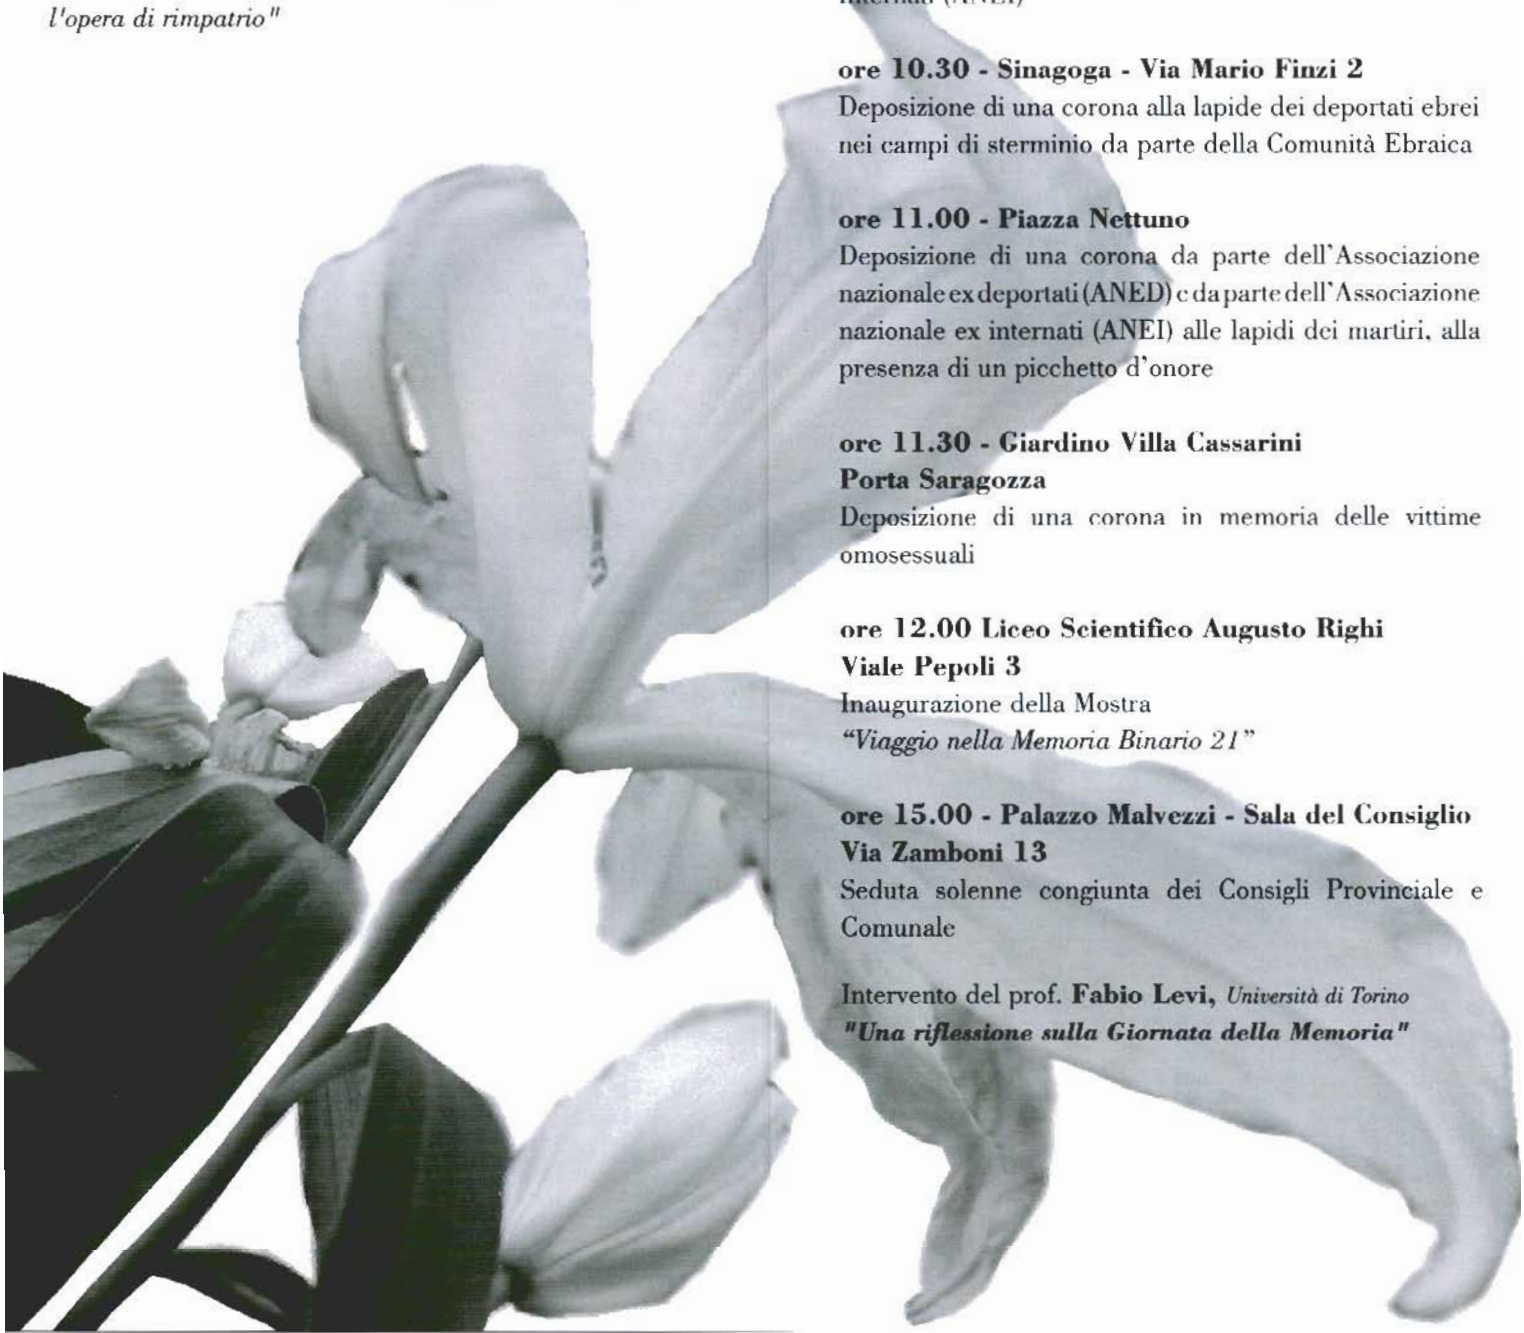 l'opera di rimpatrio"
ore 10.30 - Sinagoga - Via Mario Finzi 2
Deposizione di una corona alla lapide dei deportati ebrei
nei campi di sterminio da parte della Comunità Ebraica
ore 11.00 - Piazza Nettuno
Deposizione di una corona da parte dell'Associazione
nazionale ex deportati (ANED) e da parte dell'Associazione
nazionale ex internati (ANEI) alle lapidi dei martiri, alla
presenza di un picchetto d'onore
ore 11.30 - Giardino Villa Cassarini
Porta Saragozza
Deposizione di una corona in memoria delle vittime
omosessuali
ore 12.00 Liceo Scientifico Augusto Righi
Viale Pepoli 3
Inaugurazione della Mostra
“Viaggio nella Memoria Binario 21”
ore 15.00 - Palazzo Malvezzi - Sala del Consiglio
Via Zamboni 13
Seduta solenne congiunta dei Consigli Provinciale e
Comunale
Intervento del prof. Fabio Levi, Università di Torino
"Una riflessione sulla Giornata della Memoria"